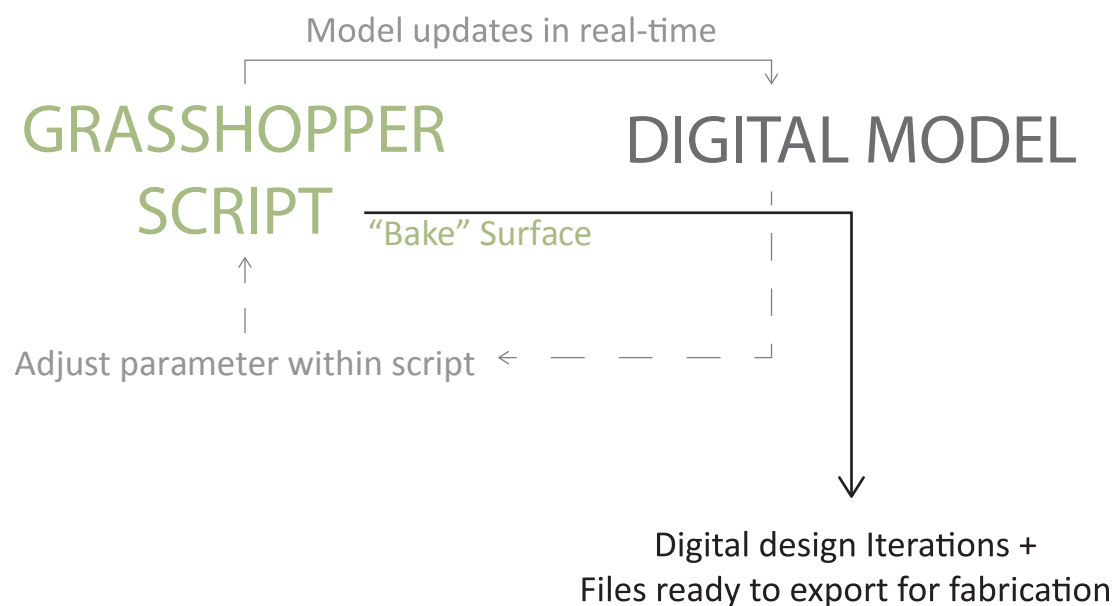 Model updates in real-time
GRASSHOPPER
SCRIPT
DIGITAL MODEL
“Bake” Surface
Adjust parameter within script
Digital design Iterations +
Files ready to export for fabrication